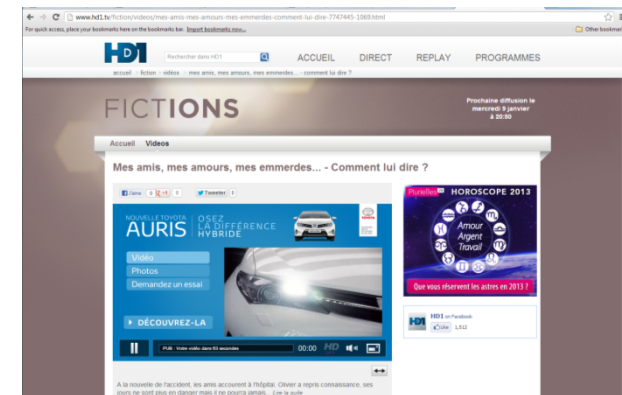 www.hd1.tv/fiction/videos/mes-amis-mes-amours-mes-emmerdes-comment-lui-dire-7747445-1069.html
For quick access, place your bookmarks here on the bookmarks bar. Import bookmarks now...
Other bookmar
HD1
Rechercher dans HD1
ACCUEIL DIRECT REPLAY PROGRAMMES
accueil fiction vidéos mes amis, mes amours, mes emmerdes... - comment lui dire ?
FICTIONS
Prochaine diffusion le
mercredi 9 janvier
à 20:50
Accueil Videos
Mes amis, mes amours, mes emmerdes... - Comment lui dire ?
J'aime 0 +1 0 Tweeter 0
NOUVELLE TOYOTA
AURIS
OSEZ
LA DIFFÉRENCE
HYBRIDE
TOYOTA
Vidéo
Photos
Demandez un essai
DÉCOUVREZ-LA
PUB : Votre vidéo dans 53 secondes
00:00 HD
Plurielles
HOROSCOPE 2013
Amour
Argent
Travail
Que vous réservent les astres en 2013 ?
HD1
HD1 on Facebook
Like 1,512
A la nouvelle de l'accident, les amis accourent à l'hôpital. Olivier a repris connaissance, ses
jours ne sont plus en danger mais il ne pourra jamais... Lire la suite